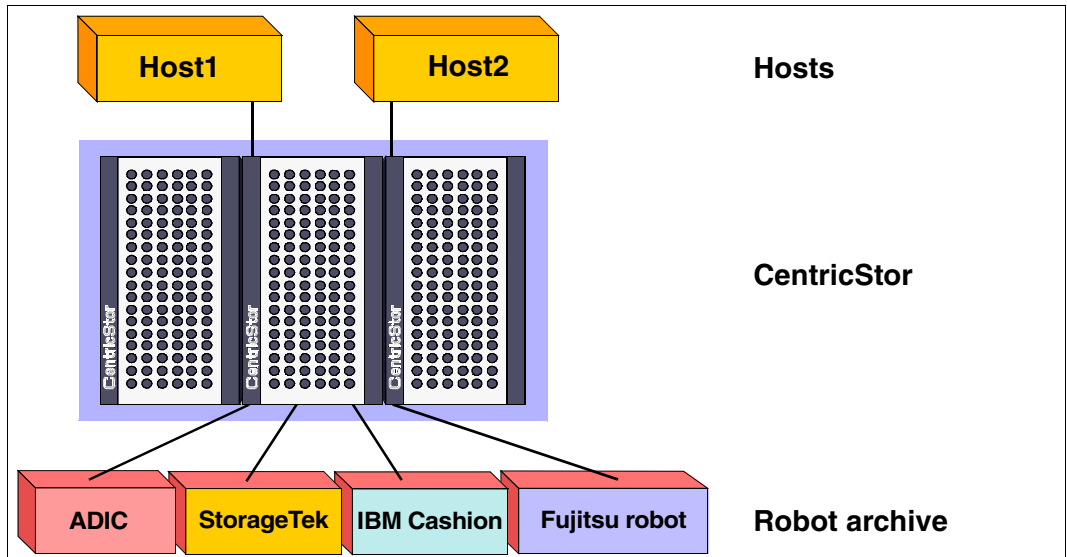 Host1
Host2
Hosts
CentricStor
CentricStor
CentricStor
CentricStor
ADIC
StorageTek
IBM Cashion
Fujitsu robot
Robot archive